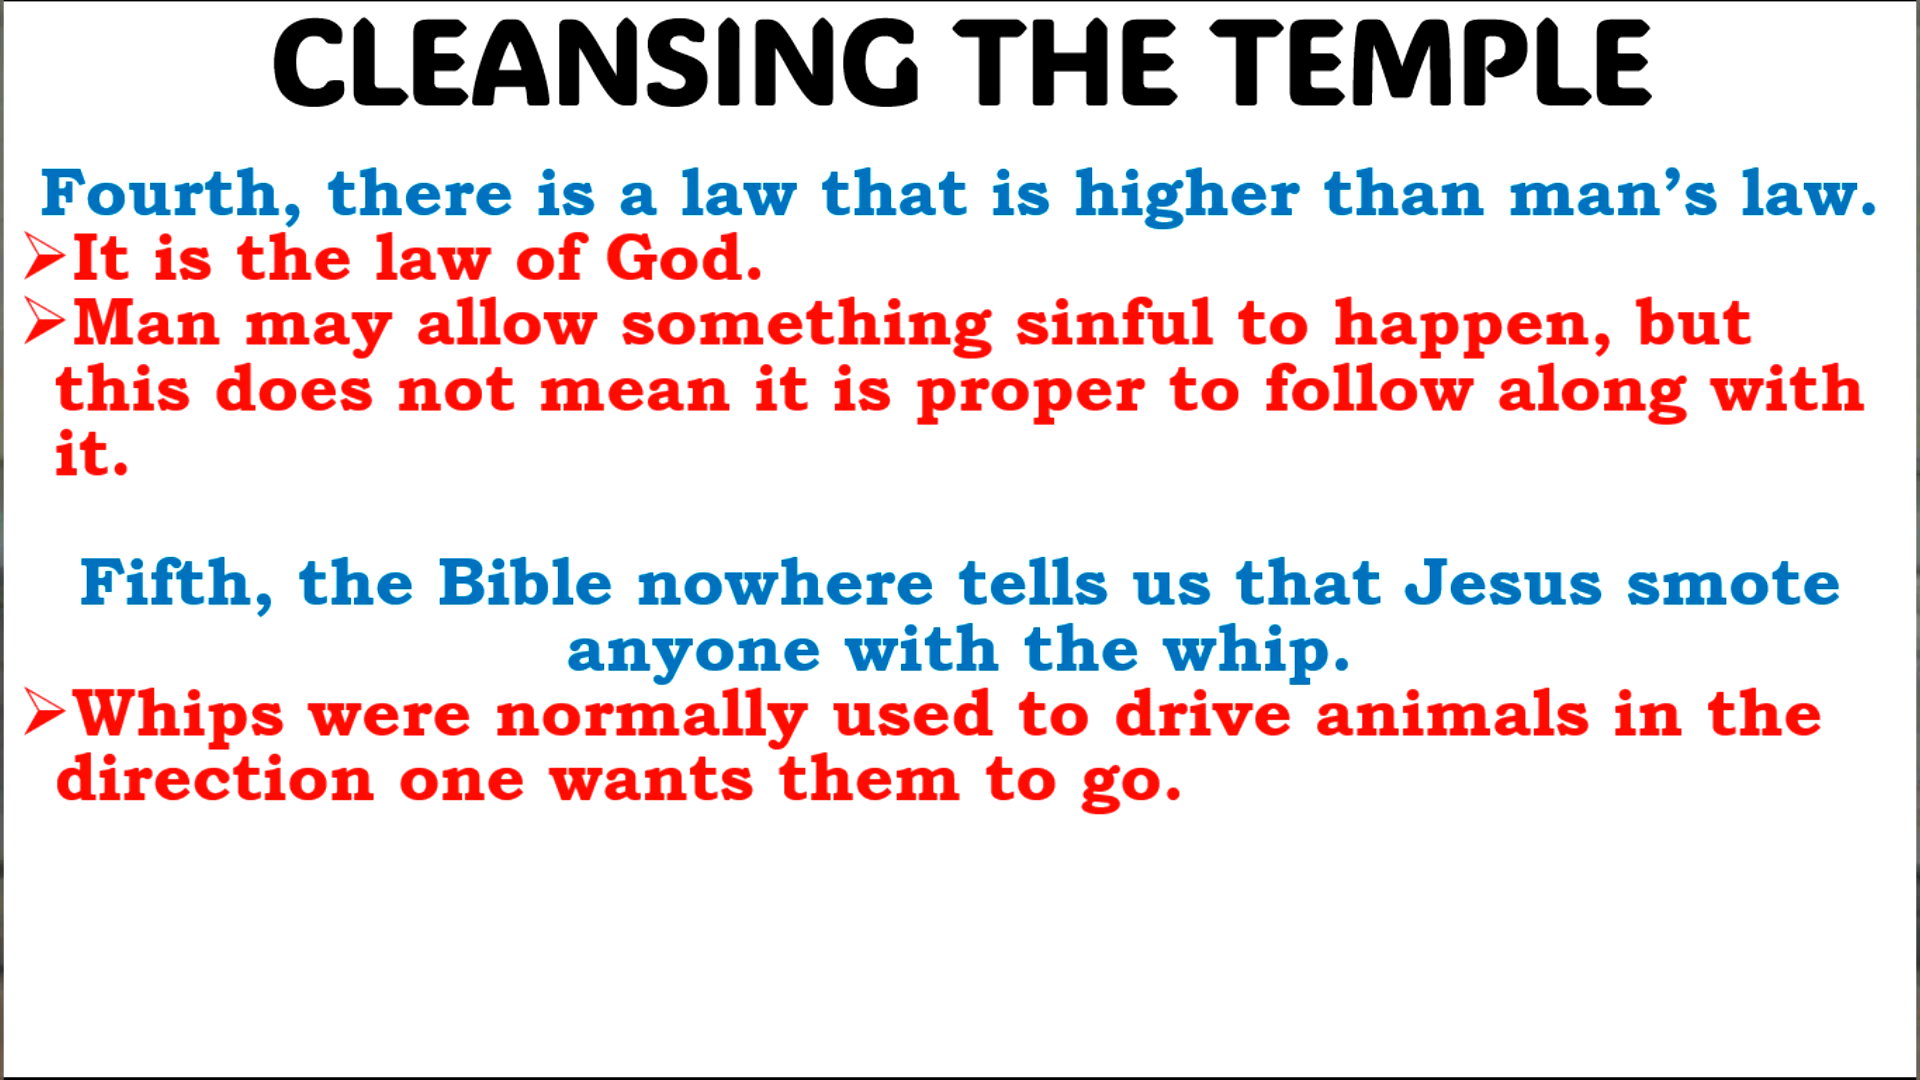 CLEANSING THE TEMPLE
Fourth, there is a law that is higher than man’s law.
➢It is the law of God.
➢Man may allow something sinful to happen, but
this does not mean it is proper to follow along with
it.
Fifth, the Bible nowhere tells us that Jesus smote
anyone with the whip.
➢Whips were normally used to drive animals in the
direction one wants them to go.